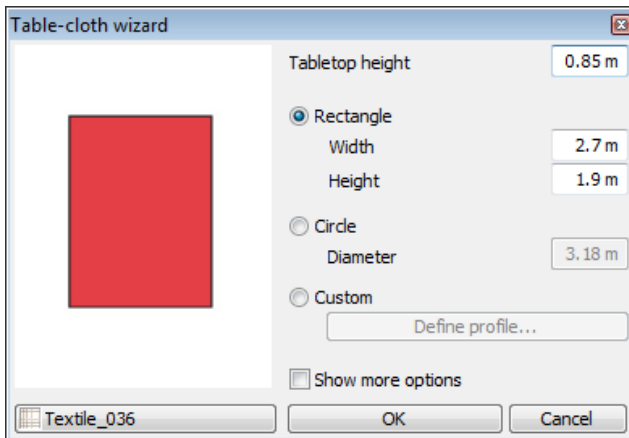 Table-cloth wizard
Tabletop height 0.85 m
Rectangle
Width 2.7 m
Height 1.9 m
Circle
Diameter 3.18 m
Custom
Define profile...
Show more options
Textile_036 OK Cancel